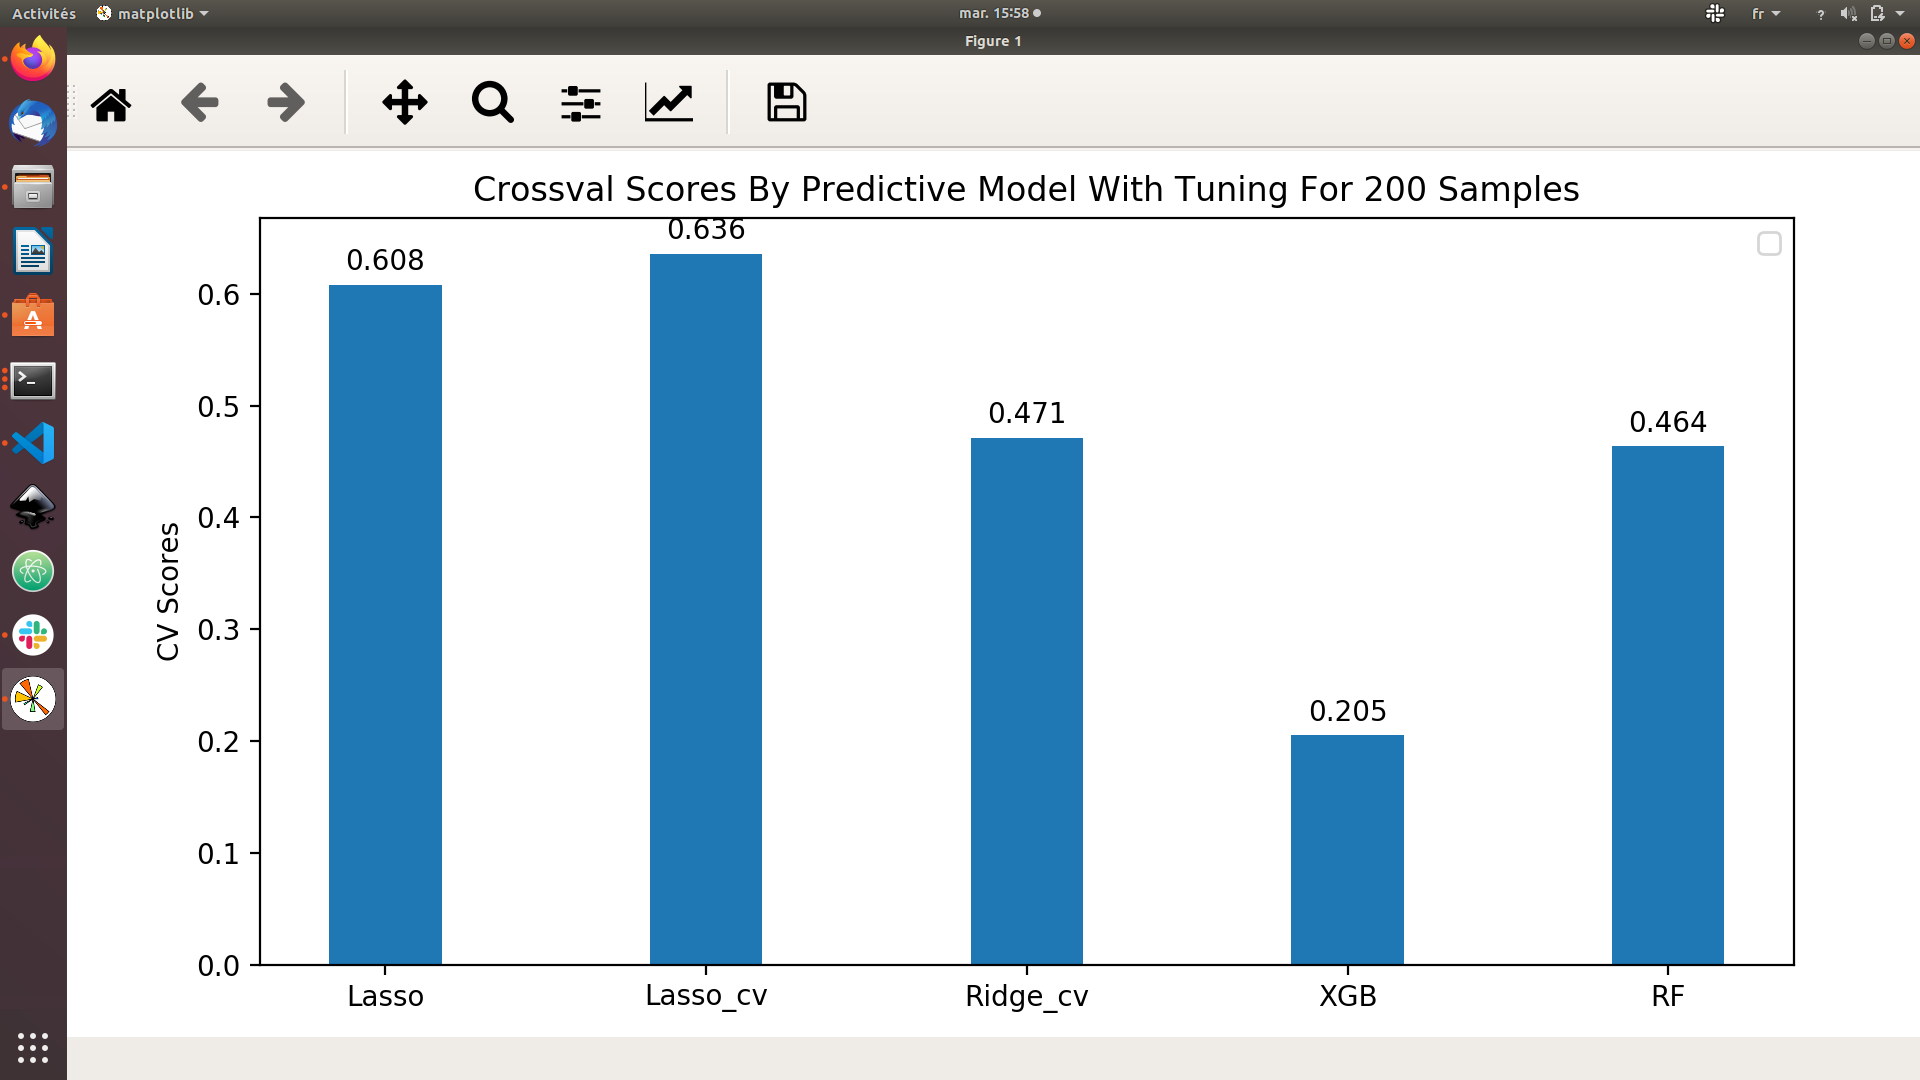 Activités matplotlib mar. 15:58 fr ?
Figure 1
Crossval Scores By Predictive Model With Tuning For 200 Samples
0.608 0.636 0.471 0.205 0.464
CV Scores
0.6
0.5
0.4
0.3
0.2
0.1
0.0
Lasso Lasso_cv Ridge_cv XGB RF